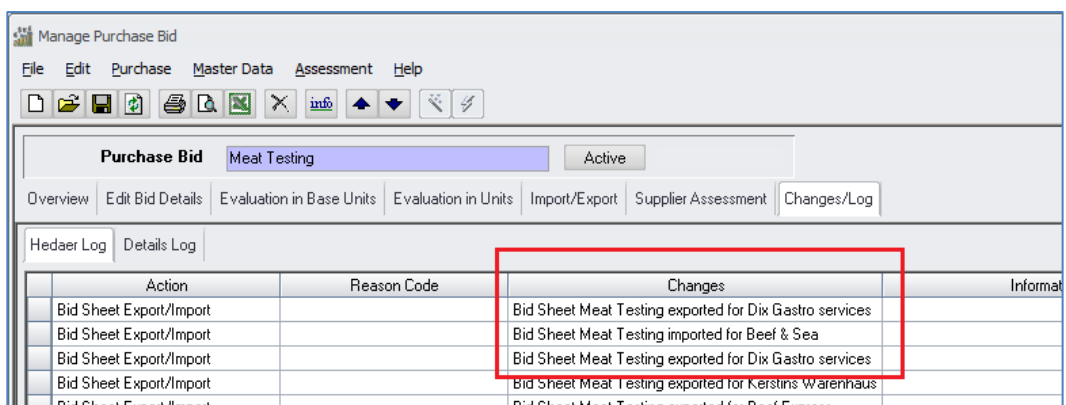 Manage Purchase Bid
File Edit Purchase Master Data Assessment Help
info
Purchase Bid Meat Testing Active
Overview Edit Bid Details Evaluation in Base Units Evaluation in Units Import/Export Supplier Assessment Changes/Log
Hedaer Log Details Log
Action Reason Code Changes Informat
Bid Sheet Export/Import Bid Sheet Meat Testing exported for Dix Gastro services
Bid Sheet Export/Import Bid Sheet Meat Testing imported for Beef & Sea
Bid Sheet Export/Import Bid Sheet Meat Testing exported for Dix Gastro services
Bid Sheet Export/Import Bid Sheet Meat Testing exported for Kerstins Warenhaus